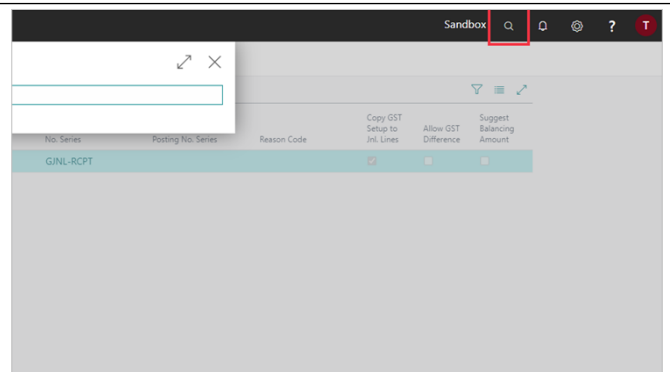 Sandbox ? T
Copy GST Suggest
Setup to Allow GST Balancing
No. Series Posting No. Series Reason Code Jnl. Lines Difference Amount
GJNL-RCPT